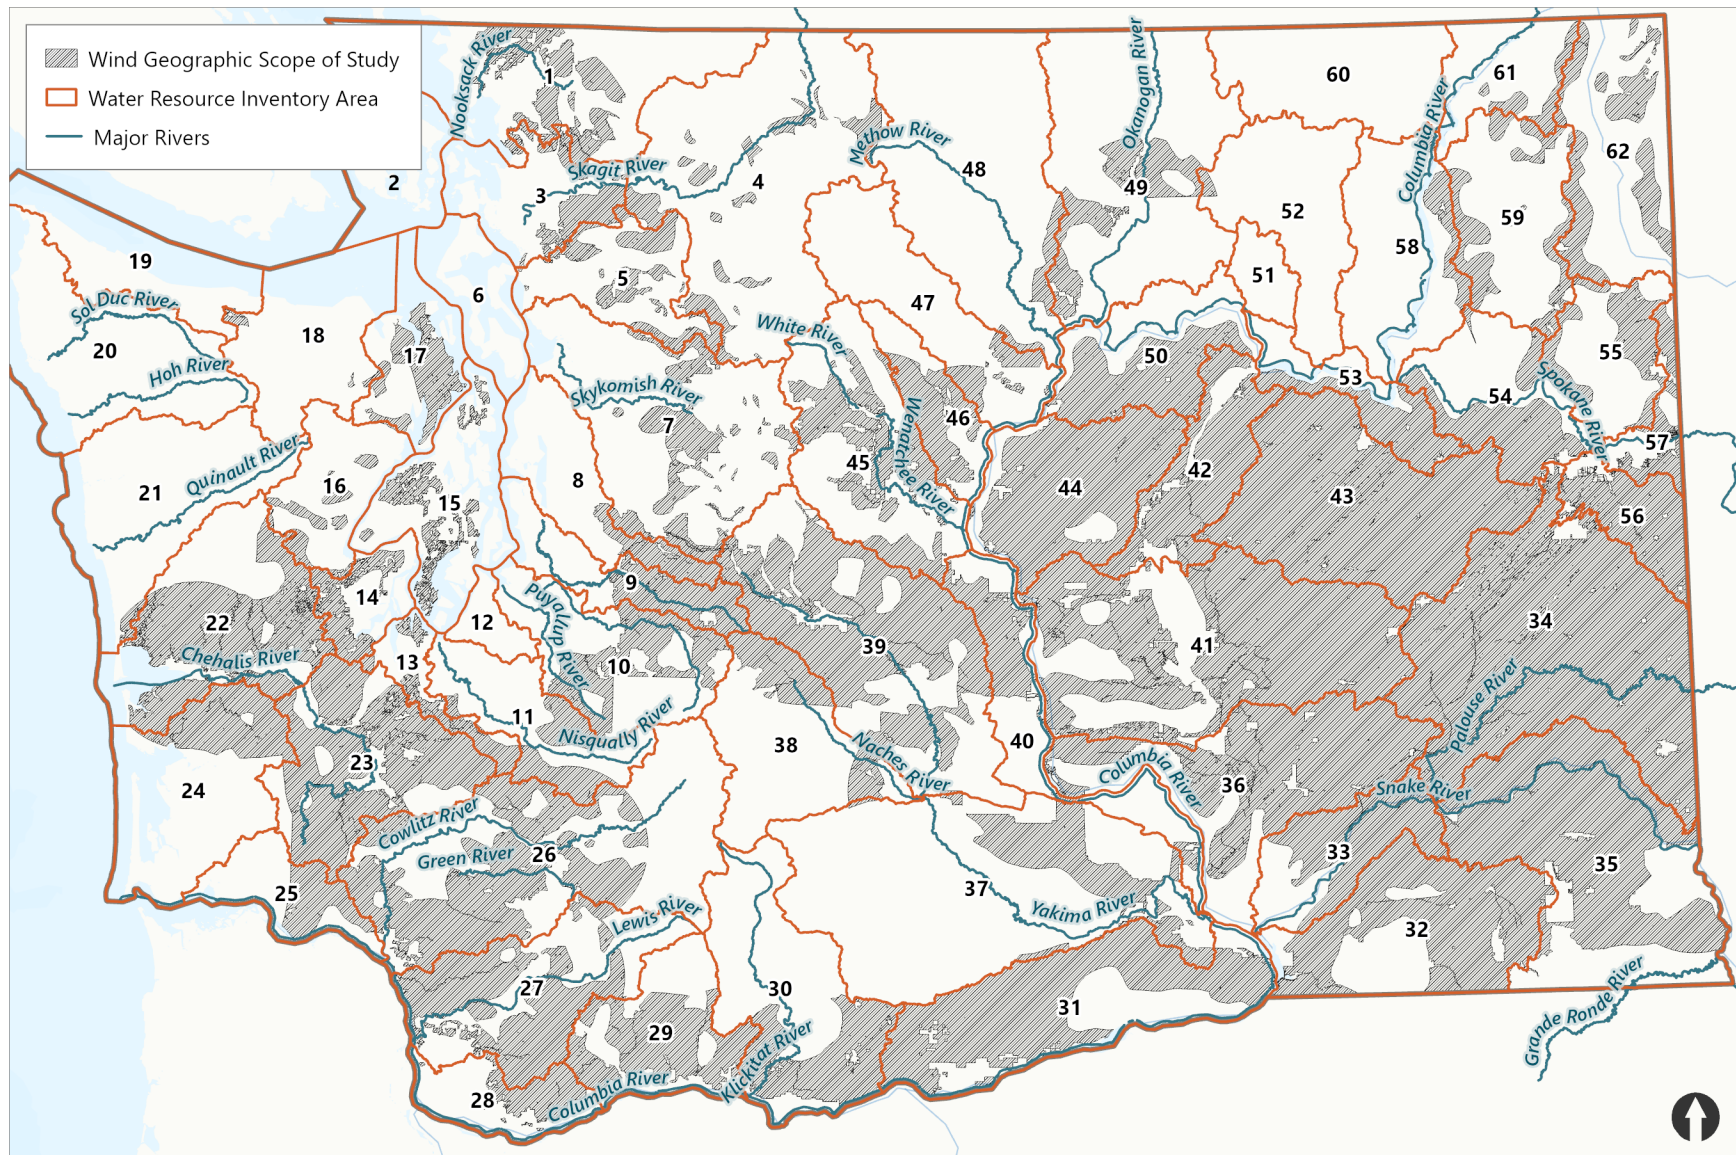 Wind Geographic Scope of Study
Water Resource Inventory Area
Major Rivers
Nooksack River
1
Okanogan River
60
61
Columbia River
Methow River
62
2
Skagit River
3
4
48
49
52
59
19
Sol Duc River
5
6
47
51
58
20
Hoh River
18
17
White River
50
53
55
54
Spokane River
Skykomish River
7
46
Wenatchee River
57
21
Quinault River
16
15
8
45
44
42
43
56
9
14
22
12
Puyallup River
34
Chehalis River
13
10
39
41
11
Nisqually River
38
40
Palouse River
23
24
Naches River
Columbia River
36
Snake River
Cowlitz River
Green River
26
33
35
25
37
Yakima River
Lewis River
32
27
30
31
29
Klickitat River
Grande Ronde River
28
Columbia River